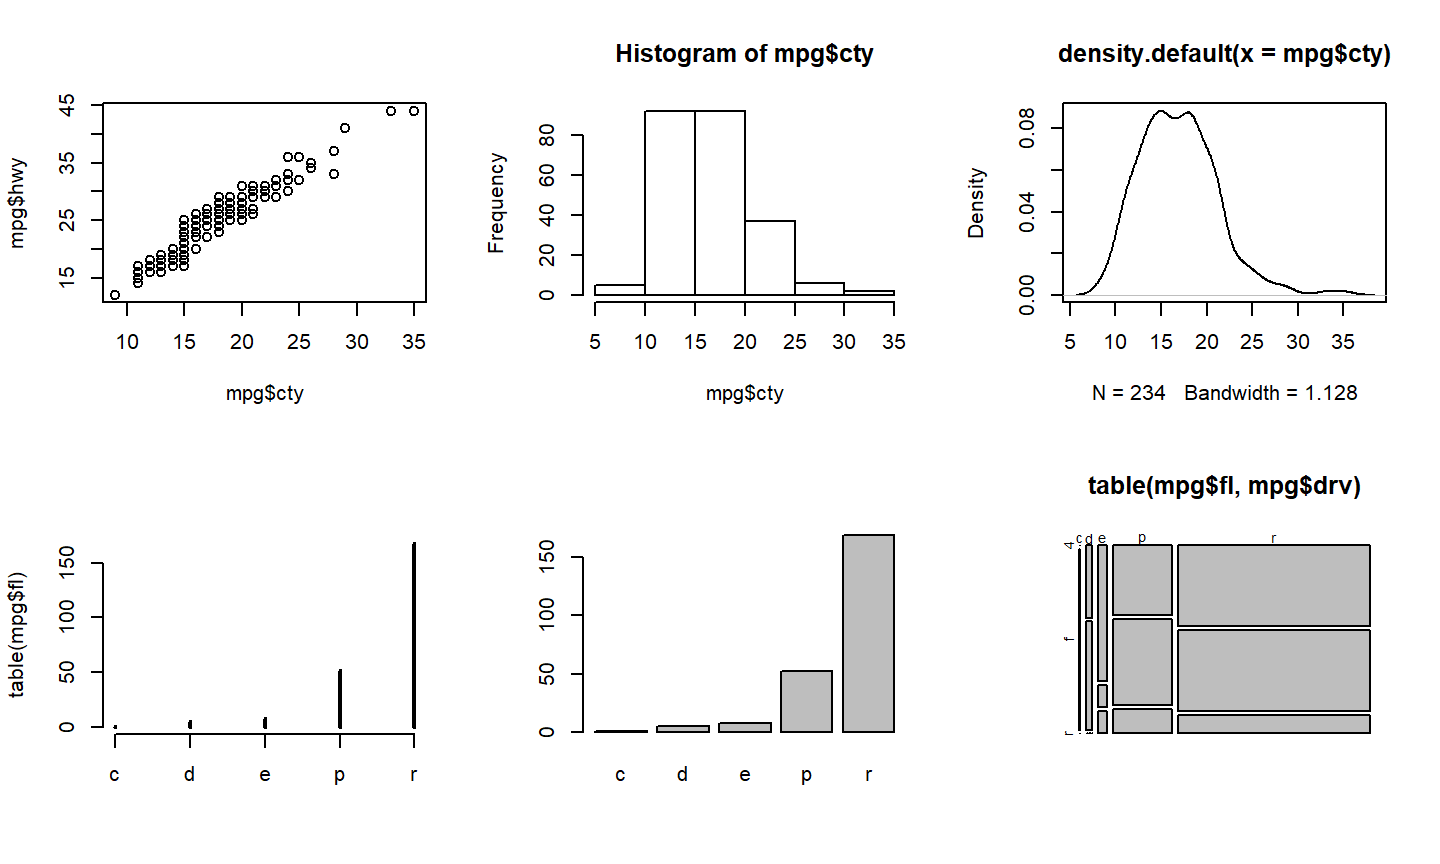 mpg$hwy
45
35
25
15
10 15 20 25 30 35
mpg$cty
Histogram of mpg$cty
Frequency
80
60
40
20
0
5 10 15 20 25 30 35
mpg$cty
density.default(x = mpg$cty)
Density
0.08
0.04
0.00
5 10 15 20 25 30 35
N = 234 Bandwidth = 1.128
table(mpg$fl)
150
100
50
0
c d e p r
150
100
50
0
c d e p r
table(mpg$fl, mpg$drv)
c d e p r
4
f
r